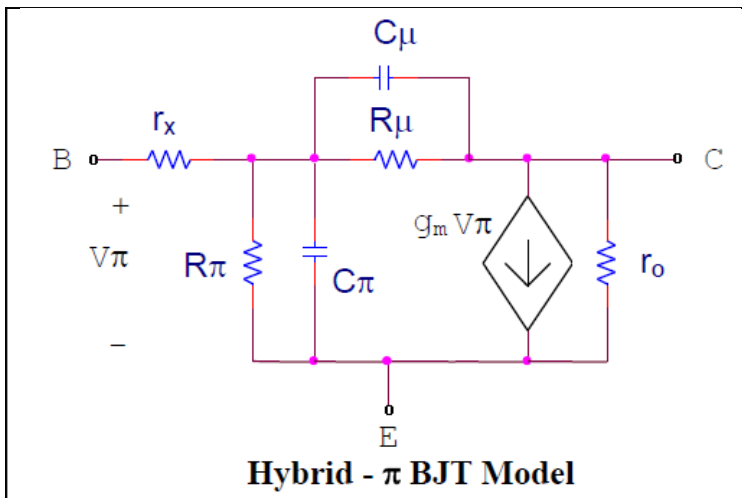 Cμ
rx
Rμ
B
C
+
gm Vπ
Vπ
Rπ
Cπ
ro
–
E
Hybrid - π BJT Model